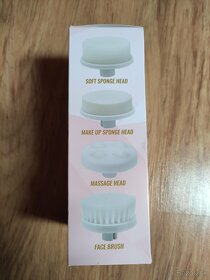 SOFT SPONGE HEAD
MAKE UP SPONGE HEAD
MASSAGE HEAD
FACE BRUSH